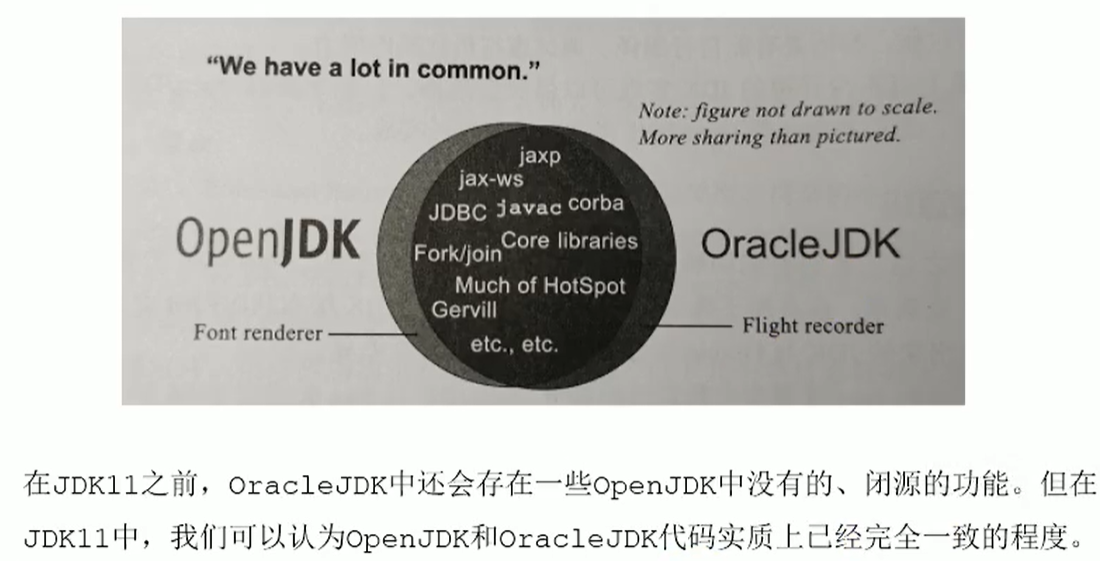 “We have a lot in common.”
Note: figure not drawn to scale.
More sharing than pictured.
jaxp
jax-ws
JDBC javac corba
OpenJDK
Fork/join Core libraries
OracleJDK
Much of HotSpot
Gervill
Font renderer
Flight recorder
etc., etc.
在JDK11之前，OracleJDK中还会存在一些OpenJDK中没有的、闭源的功能。但在
JDK11中，我们可以认为OpenJDK和OracleJDK代码实质上已经完全一致的程度。